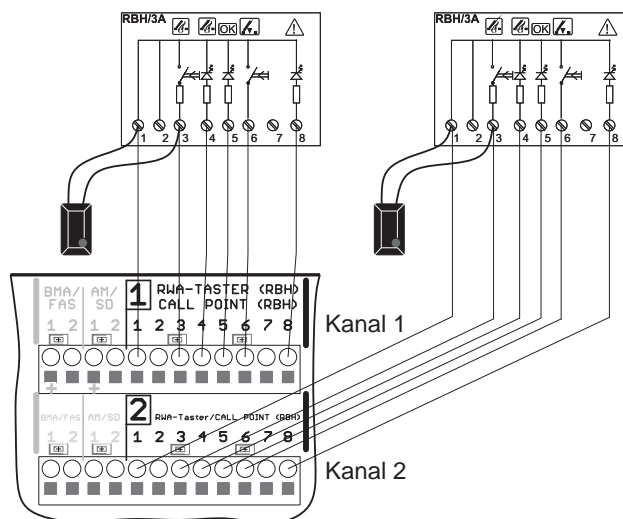 RBH/3A OK
1 2 3 4 5 6 7 8
RBH/3A OK
1 2 3 4 5 6 7 8
BMA/ FAS AM/ SD 1 RWA-TASTER (RBH)
CALL POINT (RBH)
1 2 1 2 1 2 3 4 5 6 7 8
Kanal 1
+ +
BMA/FAS AM/SD 2 RWA-Taster/CALL POINT (RBH)
1 2 1 2 1 2 3 4 5 6 7 8
Kanal 2